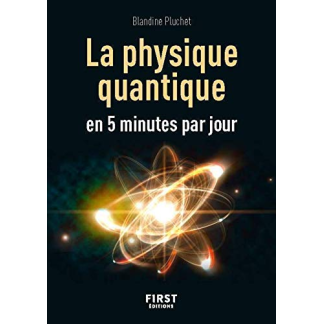 Blandine Pluchet
La physique
quantique
en 5 minutes par jour
FIRST
ÉDITIONS